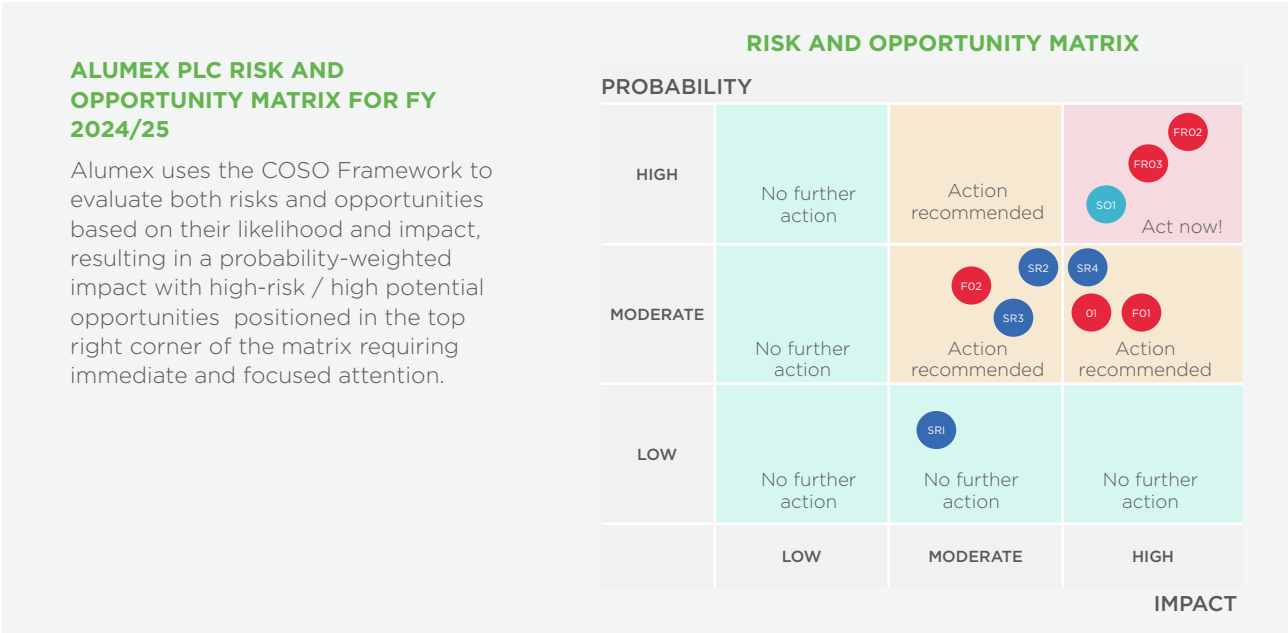 ALUMEX PLC RISK AND
OPPORTUNITY MATRIX FOR FY
2024/25
Alumex uses the COSO Framework to
evaluate both risks and opportunities
based on their likelihood and impact,
resulting in a probability-weighted
impact with high-risk / high potential
opportunities positioned in the top
right corner of the matrix requiring
immediate and focused attention.
RISK AND OPPORTUNITY MATRIX
PROBABILITY
HIGH
No further
action
Action
recommended
FR02
FR03
SO1
Act now!
MODERATE
No further
action
F02
SR2
SR3
Action
recommended
SR4
01
F01
Action
recommended
LOW
No further
action
SRI
No further
action
No further
action
LOW
MODERATE
HIGH
IMPACT